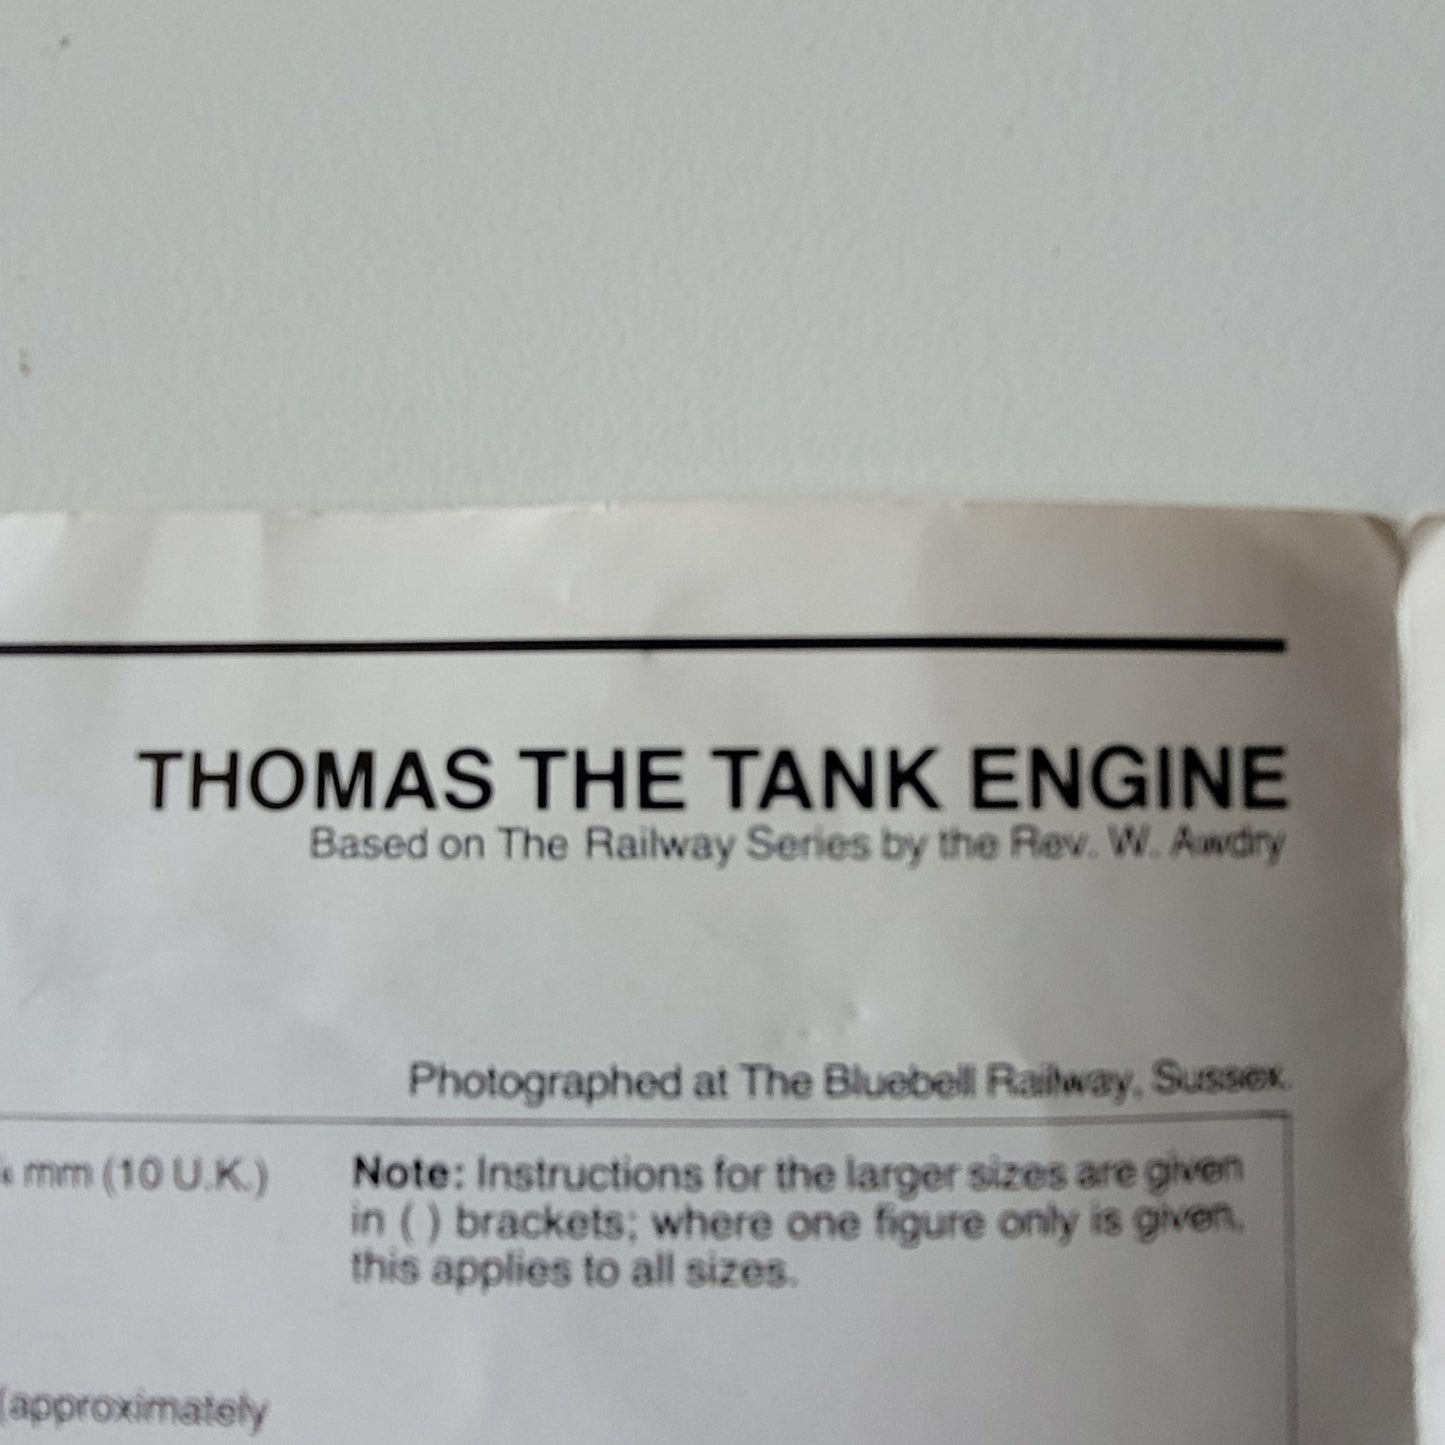 THOMAS THE TANK ENGINE
Based on The Railway Series by the Rev. W. Awdry
Photographed at The Bluebell Railway, Sussex.
mm (10 U.K.)
Note: Instructions for the larger sizes are given
in ( ) brackets; where one figure only is given,
this applies to all sizes.
(approximately